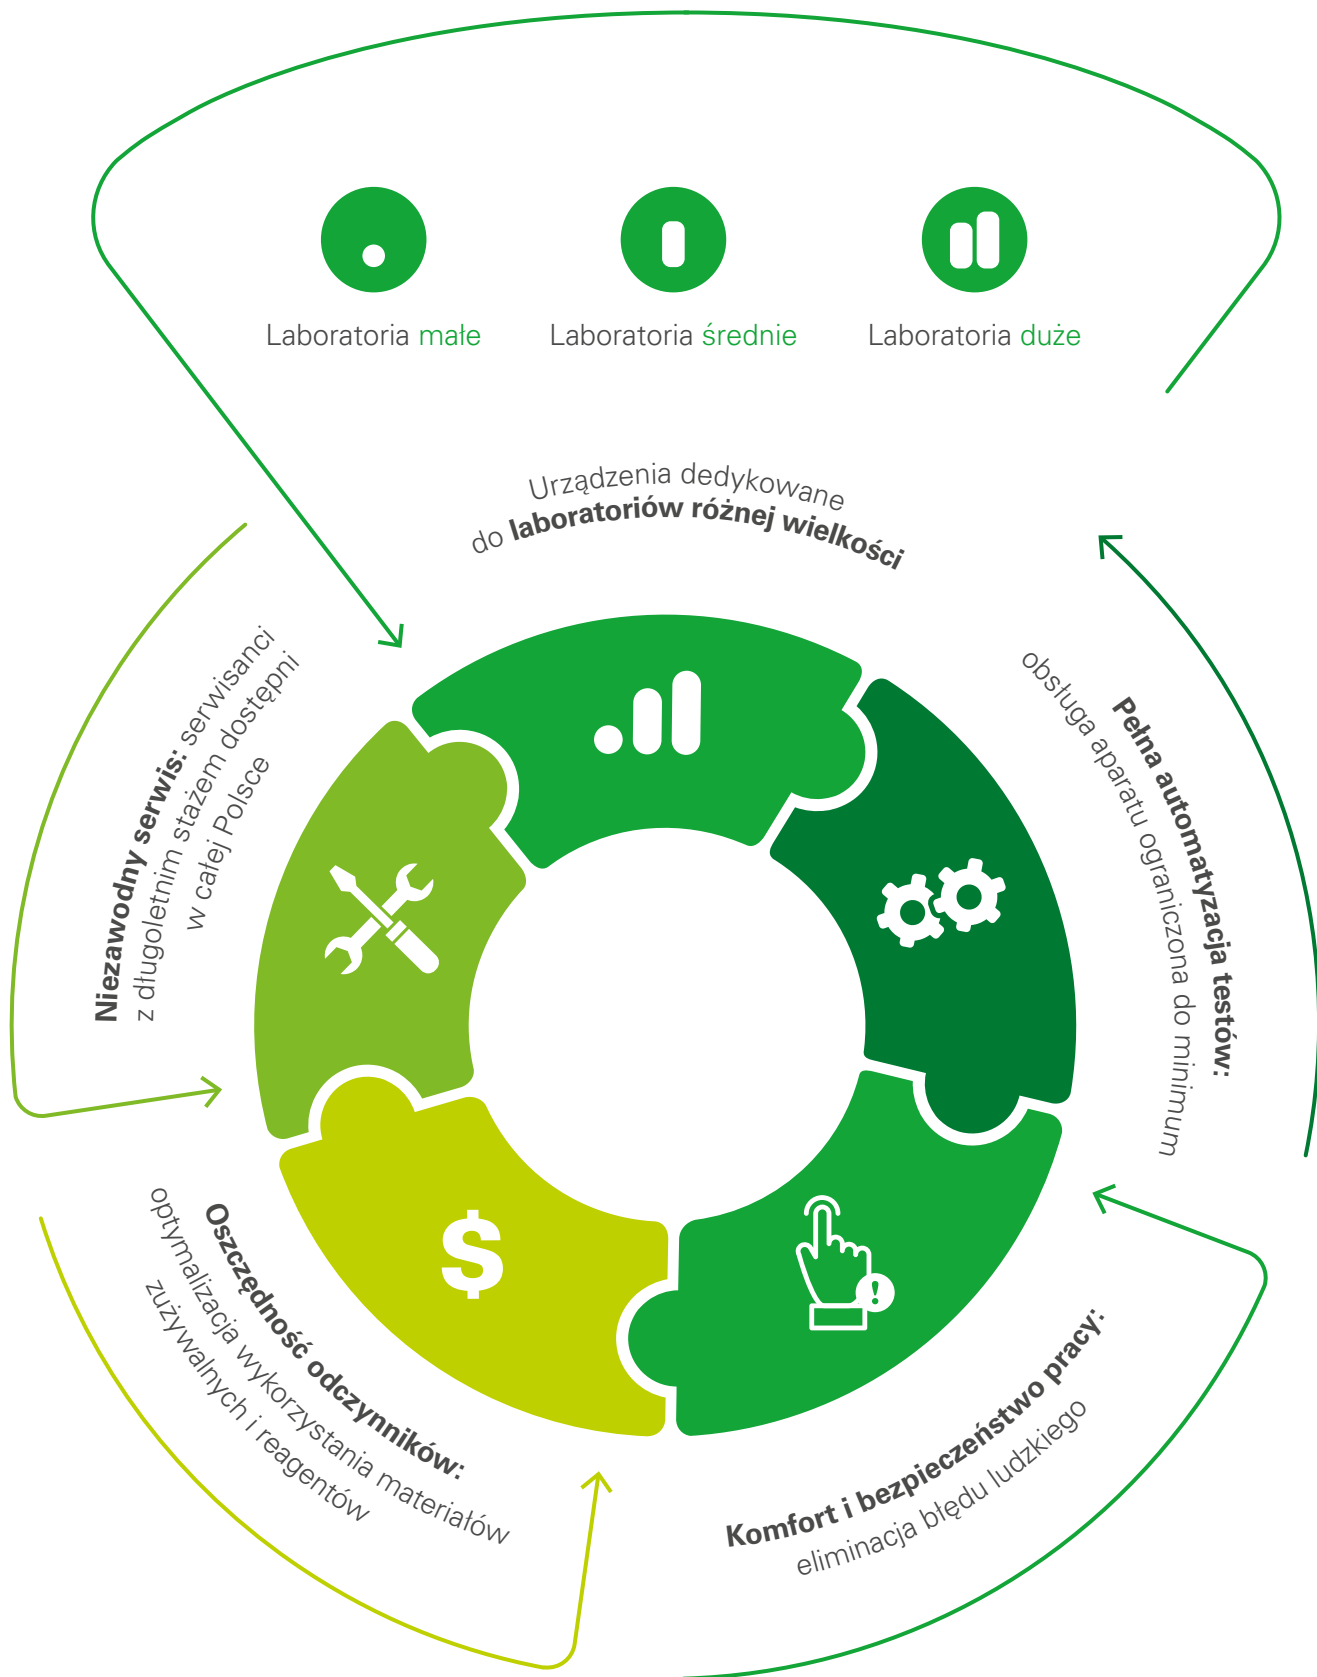 Laboratoria małe
Laboratoria średnie
Laboratoria duże
Urządzenia dedykowane
do laboratoriów różnej wielkości
Pełna automatyzacja testów:
obsługa aparatu ograniczona do minimum
Komfort i bezpieczeństwo pracy:
eliminacja błędu ludzkiego
Oszczędność odczynników:
optymalizacja wykorzystania materiałów
zużywalnych i reagentów
Niezawodny serwis: serwisanci
z długoletnim stażem dostępni
w całej Polsce
$
!